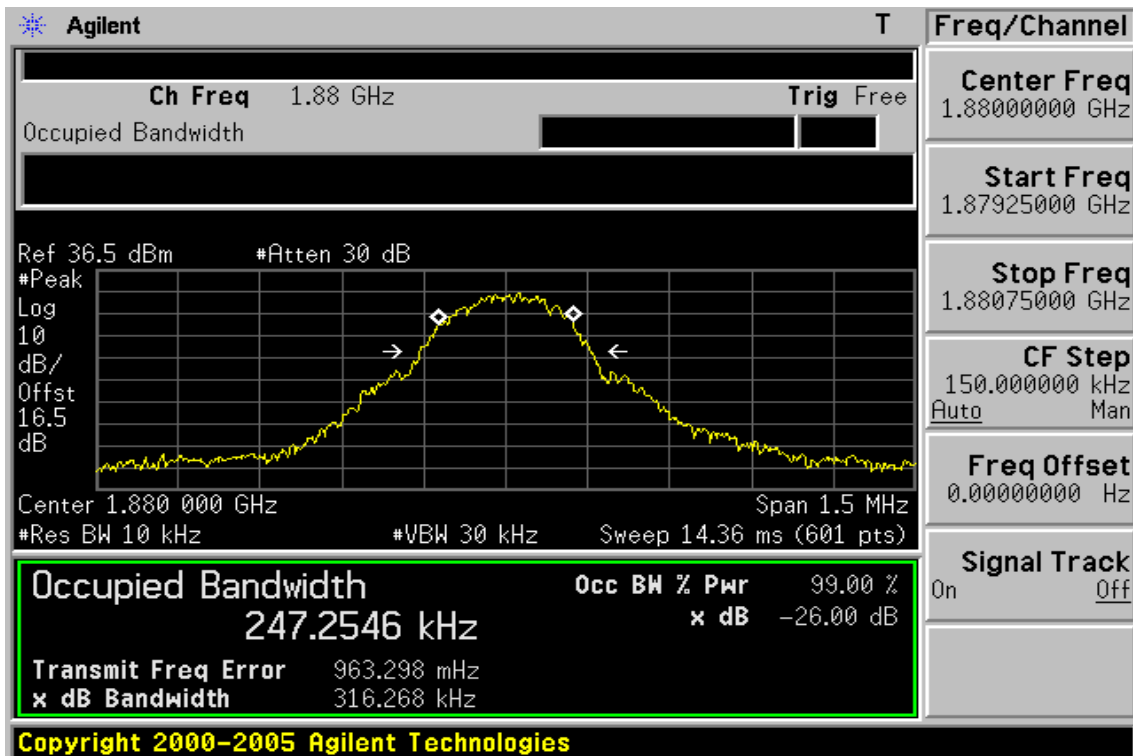 Agilent T
Ch Freq 1.88 GHz Trig Free
Occupied Bandwidth
Ref 36.5 dBm #Atten 30 dB
#Peak
Log
10
dB/
Offst
16.5
dB
Center 1.880 000 GHz Span 1.5 MHz
#Res BW 10 kHz #VBW 30 kHz Sweep 14.36 ms (601 pts)
Occupied Bandwidth
247.2546 kHz
Occ BW % Pwr 99.00 %
x dB -26.00 dB
Transmit Freq Error 963.298 mHz
x dB Bandwidth 316.268 kHz
Copyright 2000-2005 Agilent Technologies
Freq/Channel
Center Freq
1.88000000 GHz
Start Freq
1.87925000 GHz
Stop Freq
1.88075000 GHz
CF Step
150.000000 kHz
Auto Man
Freq Offset
0.00000000 Hz
Signal Track
On Off